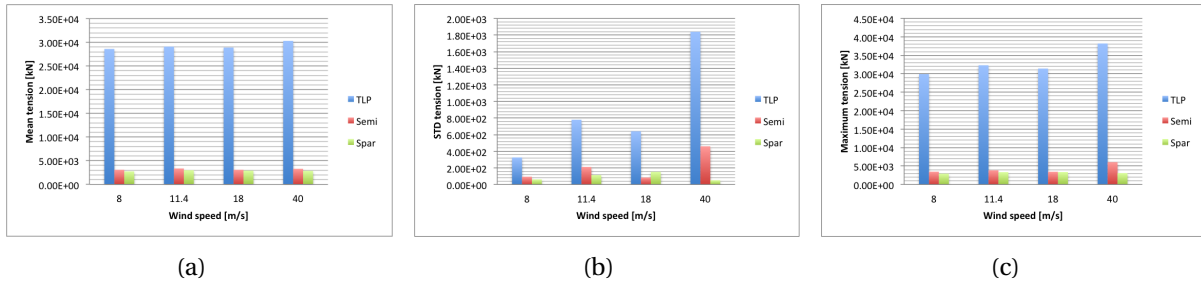 3.50E+04
3.00E+04
2.50E+04
2.00E+04
1.50E+04
1.00E+04
5.00E+03
0.00E+00
Mean tension [kN]
8 11.4 18 40
Wind speed [m/s]
TLP
Semi
Spar
(a)
2.00E+03
1.80E+03
1.60E+03
1.40E+03
1.20E+03
1.00E+03
8.00E+02
6.00E+02
4.00E+02
2.00E+02
0.00E+00
STD tension [kN]
8 11.4 18 40
Wind speed [m/s]
TLP
Semi
Spar
(b)
4.50E+04
4.00E+04
3.50E+04
3.00E+04
2.50E+04
2.00E+04
1.50E+04
1.00E+04
5.00E+03
0.00E+00
Maximum tension [kN]
8 11.4 18 40
Wind speed [m/s]
TLP
Semi
Spar
(c)